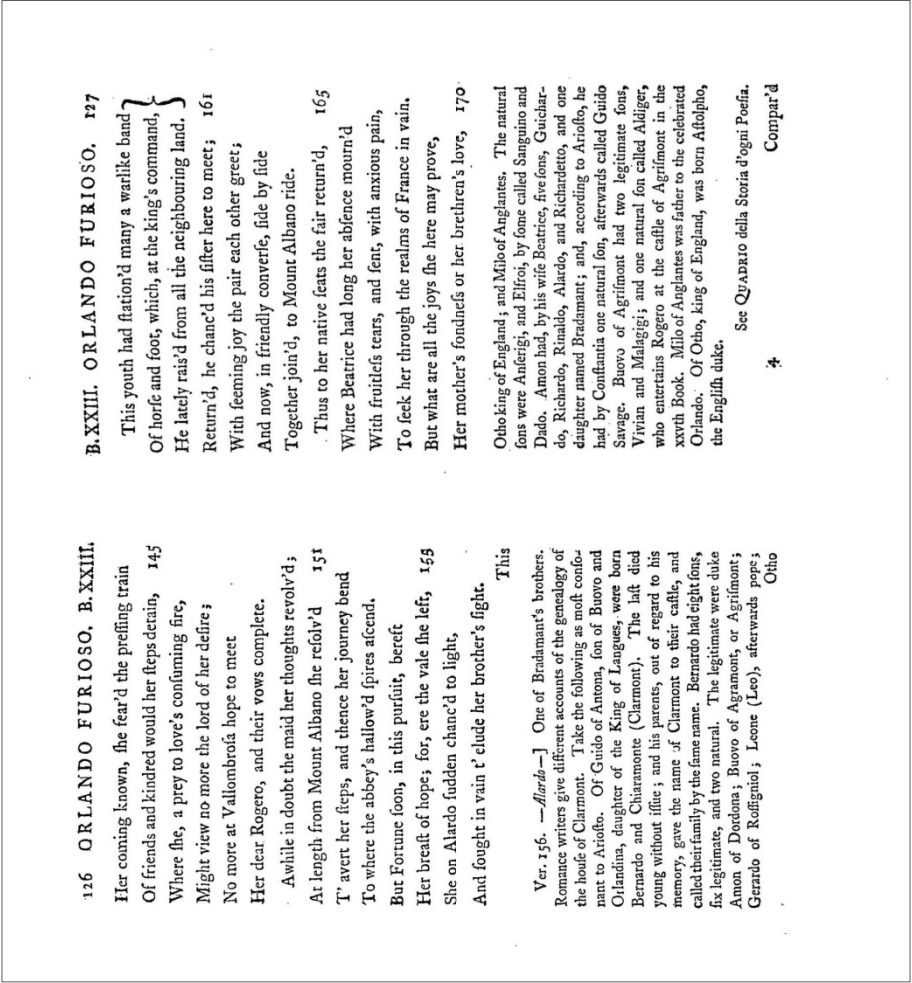 126 ORLANDO FURIOSO. B.XXIII.
Her coming known, ſhe fear'd the preſſing train
Of friends and kindred would her ſteps detain, 145
Where ſhe, a prey to love's conſuming fire,
Might view no more the lord of her deſire;
No more at Vallombroſa hope to meet
Her dear Rogero, and their vows complete.
Awhile in doubt the maid her thoughts revolv'd;
At length from Mount Albano ſhe reſolv'd 151
T' avert her ſteps, and thence her journey bend
To where the abbey's hallow'd ſpires aſcend.
But Fortune ſoon, in this purſuit, bereft
Her breaſt of hope; for, ere the vale ſhe left, 155
She on Alardo ſudden chanc'd to light,
And ſought in vain t' elude her brother's ſight.
This
Ver. 156. —Alardo—] One of Bradamant's brothers.
Romance writers give different accounts of the genealogy of
the houſe of Clarmont. Take the following as moſt conſo-
nant to Arioſto. Of Guido of Antona, ſon of Buovo and
Orlandina, daughter of the King of Langues, were born
Bernardo and Chiaramonte (Clarmont). The laſt died
young without iſſue; and his parents, out of regard to his
memory, gave the name of Clarmont to their caſtle, and
called their family by the ſame name. Bernardo had eight ſons,
ſix legitimate, and two natural. The legitimate were duke
Amon of Dordona; Buovo of Agramont, or Agriſmont;
Gerardo of Roſſigniol; Leone (Leo), afterwards pope;
Otho
B.XXIII. ORLANDO FURIOSO. 127
This youth had ſtation'd many a warlike band
Of horſe and foot, which, at the king's command,
He lately rais'd from all the neighbouring land.
Return'd, he chanc'd his ſiſter here to meet; 161
With ſeeming joy the pair each other greet;
And now, in friendly converſe, ſide by ſide
Together join'd, to Mount Albano ride.
Thus to her native ſeats the fair return'd, 165
Where Beatrice had long her abſence mourn'd
With fruitleſs tears, and ſent, with anxious pain,
To ſeek her through the realms of France in vain.
But what are all the joys ſhe here may prove,
Her mother's fondneſs or her brethren's love, 170
Otho king of England; and Milo of Anglantes. The natural
ſons were Anſerigi, and Elfroi, by ſome called Sanguino and
Dado. Amon had, by his wife Beatrice, five ſons, Guichar-
do, Richardo, Rinaldo, Alardo, and Richardetto, and one
daughter named Bradamant; and, according to Arioſto, he
had by Conſtantia one natural ſon, afterwards called Guido
Savage. Buovo of Agriſmont had two legitimate ſons,
Vivian and Malagigi; and one natural ſon called Aldiger,
who entertains Rogero at the caſtle of Agriſmont in the
xxvth Book. Milo of Anglantes was father to the celebrated
Orlando. Of Otho, king of England, was born Aſtolpho,
the Engliſh duke.
See QUADRIO della Storia d'ogni Poeſia.
4 Compar'd